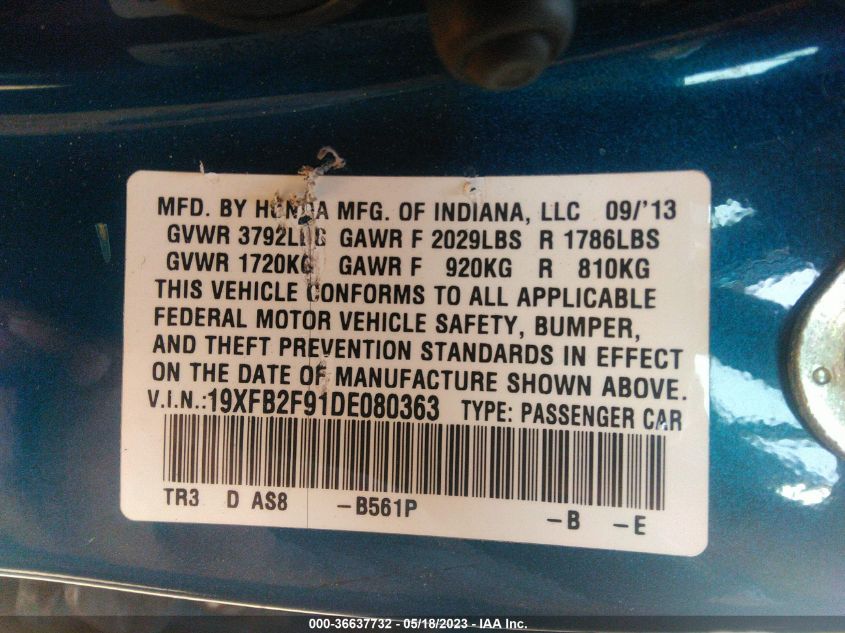 MFD. BY HONDA MFG. OF INDIANA, LLC 09/'13
GVWR 3792LBS GAWR F 2029LBS R 1786LBS
GVWR 1720KG GAWR F 920KG R 810KG
THIS VEHICLE CONFORMS TO ALL APPLICABLE
FEDERAL MOTOR VEHICLE SAFETY, BUMPER,
AND THEFT PREVENTION STANDARDS IN EFFECT
ON THE DATE OF MANUFACTURE SHOWN ABOVE.
V.I.N.: 19XFB2F91DE080363 TYPE: PASSENGER CAR
TR3 D AS8 -B561P -B -E
000-36637732 - 05/18/2023 - IAA Inc.